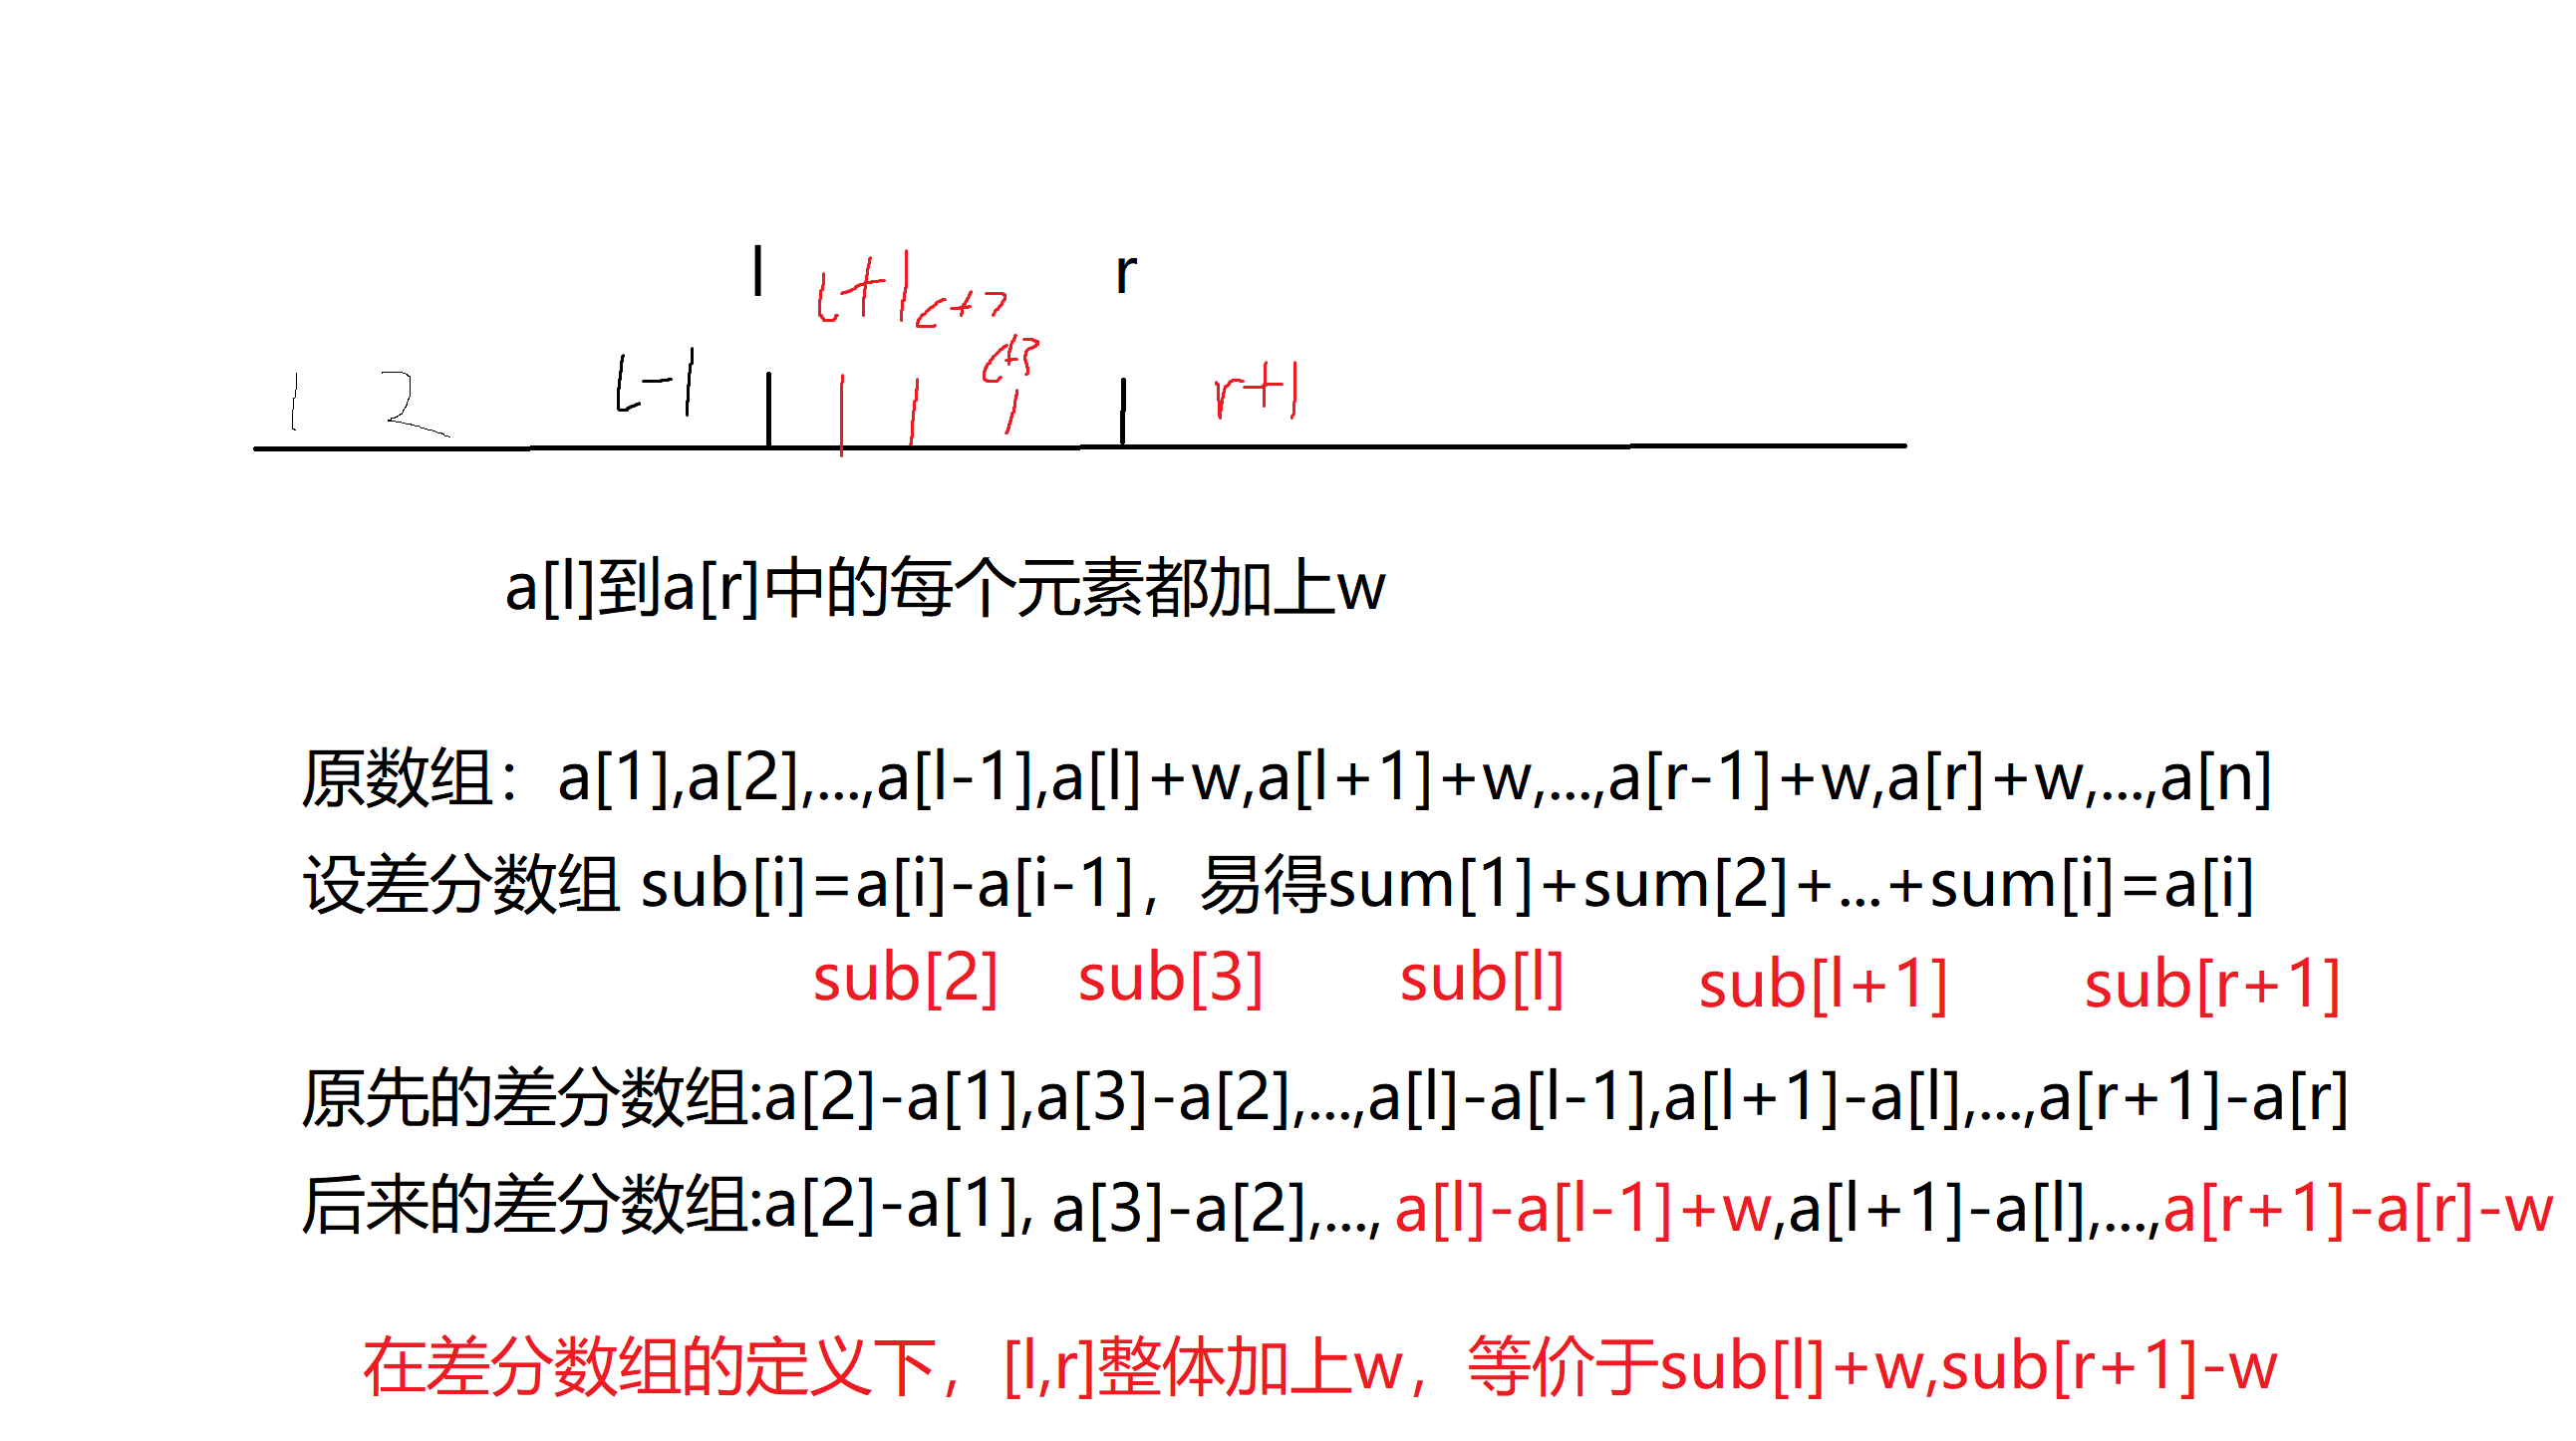 l l+1 l+2 r
1 2 l-1 l+3 r+1
a[l]到a[r]中的每个元素都加上w
原数组：a[1],a[2],...,a[l-1],a[l]+w,a[l+1]+w,...,a[r-1]+w,a[r]+w,...,a[n]
设差分数组 sub[i]=a[i]-a[i-1]，易得sum[1]+sum[2]+...+sum[i]=a[i]
sub[2] sub[3] sub[l] sub[l+1] sub[r+1]
原先的差分数组:a[2]-a[1],a[3]-a[2],...,a[l]-a[l-1],a[l+1]-a[l],...,a[r+1]-a[r]
后来的差分数组:a[2]-a[1], a[3]-a[2],..., a[l]-a[l-1]+w,a[l+1]-a[l],...,a[r+1]-a[r]-w
在差分数组的定义下，[l,r]整体加上w，等价于sub[l]+w,sub[r+1]-w